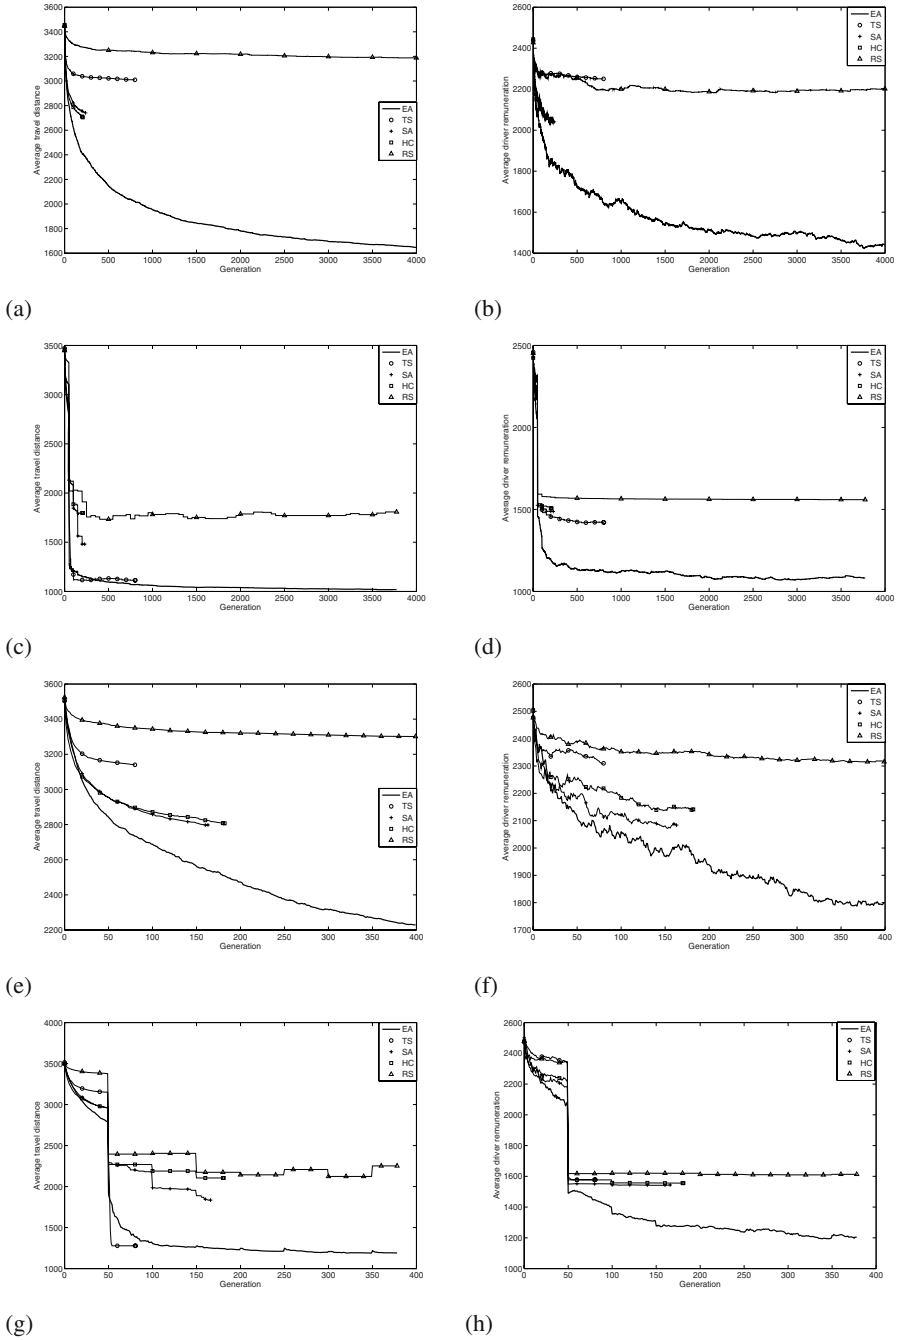 3600
3400
3200
3000
2800
2600
2400
2200
2000
1800
1600
0 500 1000 1500 2000 2500 3000 3500 4000
Generation
Average travel distance
EA
TS
SA
HC
RS
(a)
2600
2400
2200
2000
1800
1600
1400
0 500 1000 1500 2000 2500 3000 3500 4000
Generation
Average driver remuneration
EA
TS
SA
HC
RS
(b)
3500
3000
2500
2000
1500
1000
0 500 1000 1500 2000 2500 3000 3500 4000
Generation
Average travel distance
EA
TS
SA
HC
RS
(c)
2500
2000
1500
1000
0 500 1000 1500 2000 2500 3000 3500 4000
Generation
Average driver remuneration
EA
TS
SA
HC
RS
(d)
3600
3400
3200
3000
2800
2600
2400
2200
0 50 100 150 200 250 300 350 400
Generation
Average travel distance
EA
TS
SA
HC
RS
(e)
2600
2500
2400
2300
2200
2100
2000
1900
1800
1700
0 50 100 150 200 250 300 350 400
Generation
Average driver remuneration
EA
TS
SA
HC
RS
(f)
4000
3500
3000
2500
2000
1500
1000
0 50 100 150 200 250 300 350 400
Generation
Average travel distance
EA
TS
SA
HC
RS
(g)
2600
2400
2200
2000
1800
1600
1400
1200
1000
0 50 100 150 200 250 300 350 400
Generation
Average driver remuneration
EA
TS
SA
HC
RS
(h)